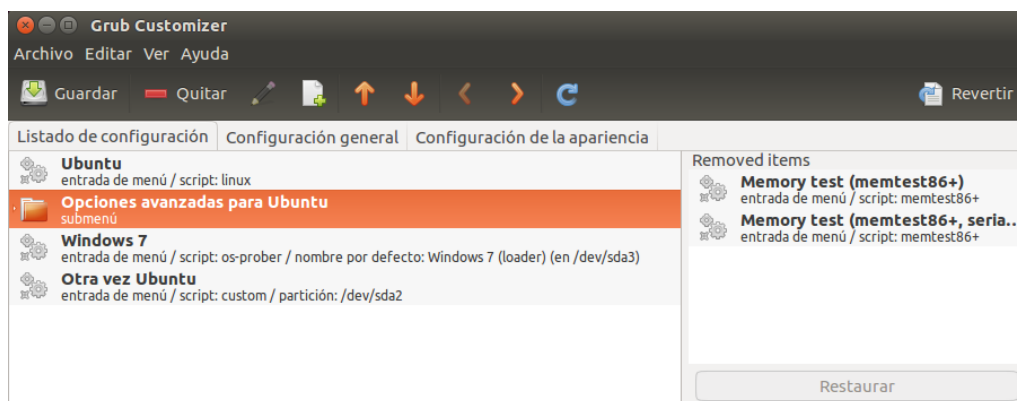 Grub Customizer
Archivo Editar Ver Ayuda
Guardar Quitar Revertir
Listado de configuración Configuración general Configuración de la apariencia
Ubuntu
entrada de menú / script: linux
Opciones avanzadas para Ubuntu
submenú
Windows 7
entrada de menú / script: os-prober / nombre por defecto: Windows 7 (loader) (en /dev/sda3)
Otra vez Ubuntu
entrada de menú / script: custom / partición: /dev/sda2
Removed items
Memory test (memtest86+)
entrada de menú / script: memtest86+
Memory test (memtest86+, seria...
entrada de menú / script: memtest86+
Restaurar